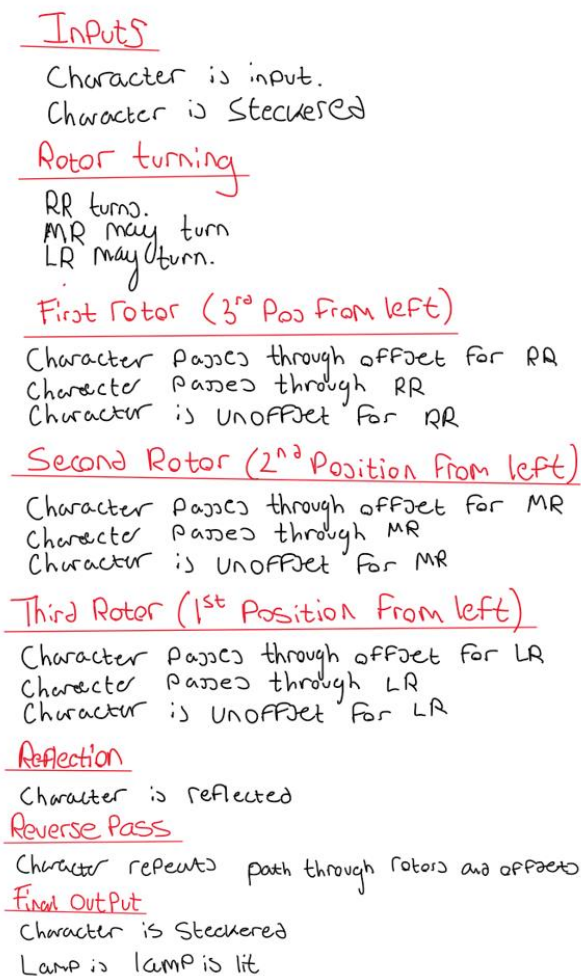 Inputs
Character is input.
Character is Steckered
Rotor turning
RR turns.
MR may turn
LR may turn.
First rotor (3rd Pos from left)
Character Passes through offset for RR
Character Passes through RR
Character is Unoffset for RR
Second Rotor (2nd Position from left)
Character Passes through offset for MR
Character Passes through MR
Character is Unoffset for MR
Third Roter (1st Position from left)
Character Passes through offset for LR
Character Passes through LR
Character is Unoffset for LR
Reflection
Character is reflected
Reverse Pass
Character repeats path through rotors and offsets
Final Output
Character is Steckered
Lamp is lamp is lit